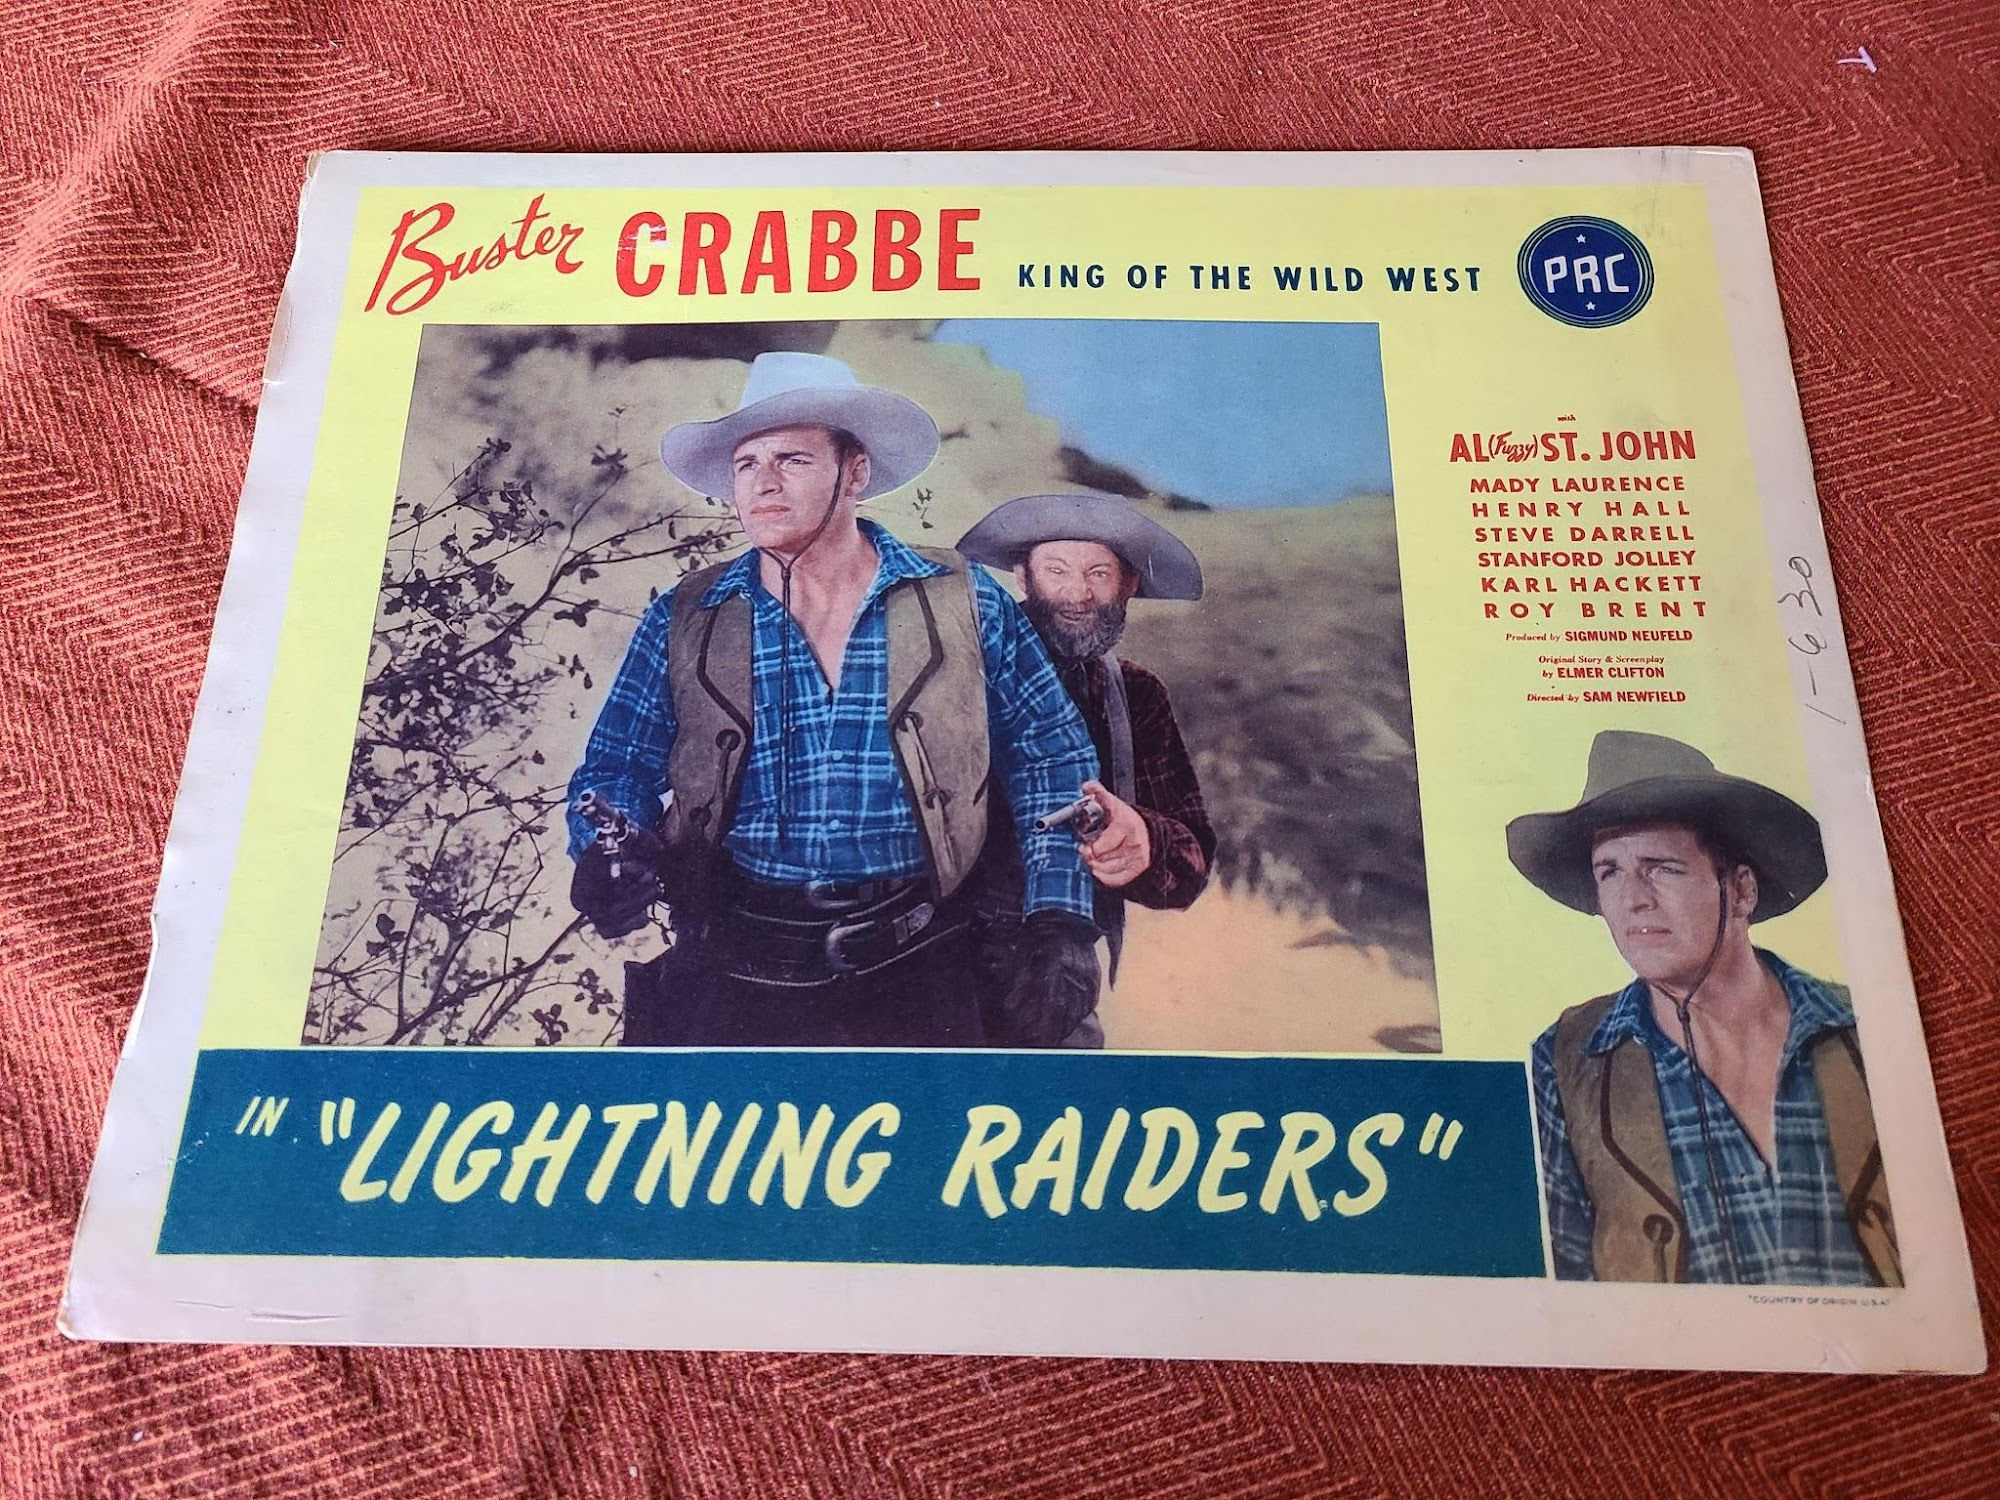 Buster CRABBE KING OF THE WILD WEST
PRC
with
AL (Fuzzy) ST. JOHN
MADY LAURENCE
HENRY HALL
STEVE DARRELL
STANFORD JOLLEY
KARL HACKETT
ROY BRENT
Produced by SIGMUND NEUFELD
Original Story & Screenplay
by ELMER CLIFTON
Directed by SAM NEWFIELD
1-630
IN "LIGHTNING RAIDERS"
"COUNTRY OF ORIGIN U.S.A."